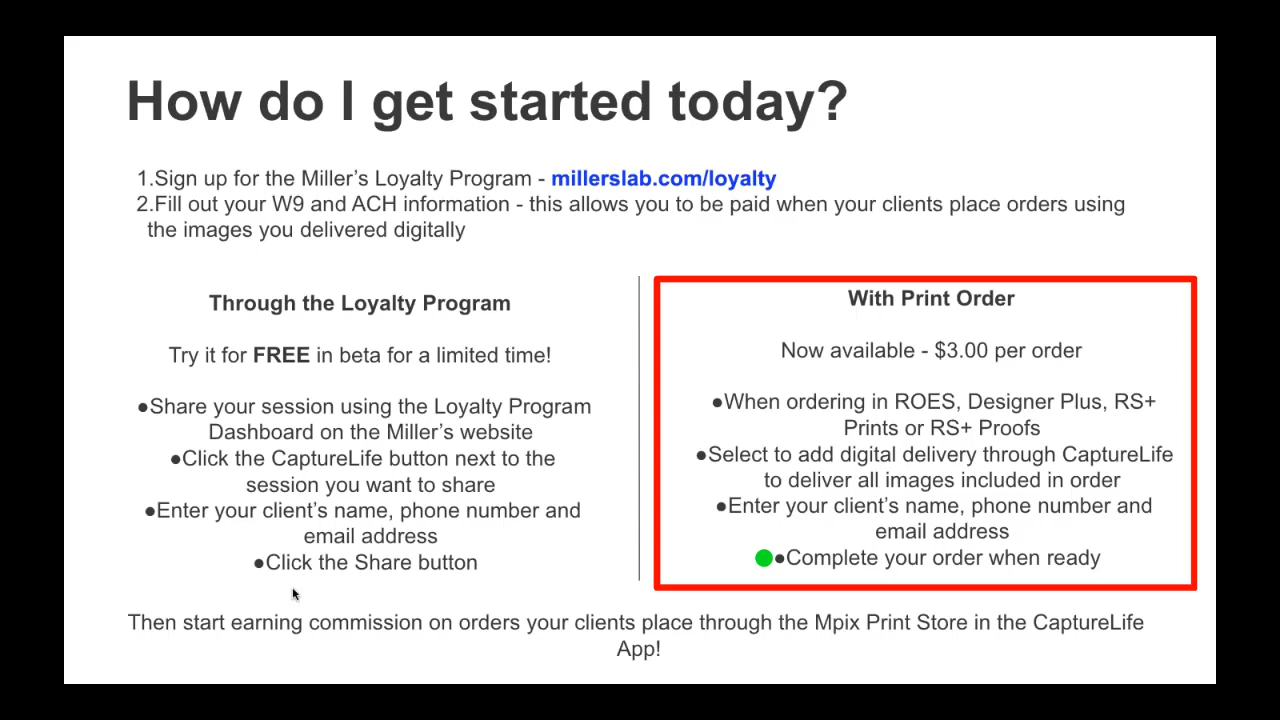 How do I get started today?
1.Sign up for the Miller's Loyalty Program - millerslab.com/loyalty
2.Fill out your W9 and ACH information - this allows you to be paid when your clients place orders using
the images you delivered digitally
Through the Loyalty Program
Try it for FREE in beta for a limited time!
●Share your session using the Loyalty Program
Dashboard on the Miller's website
●Click the CaptureLife button next to the
session you want to share
●Enter your client's name, phone number and
email address
●Click the Share button
With Print Order
Now available - $3.00 per order
●When ordering in ROES, Designer Plus, RS+
Prints or RS+ Proofs
●Select to add digital delivery through CaptureLife
to deliver all images included in order
●Enter your client's name, phone number and
email address
●Complete your order when ready
Then start earning commission on orders your clients place through the Mpix Print Store in the CaptureLife
App!